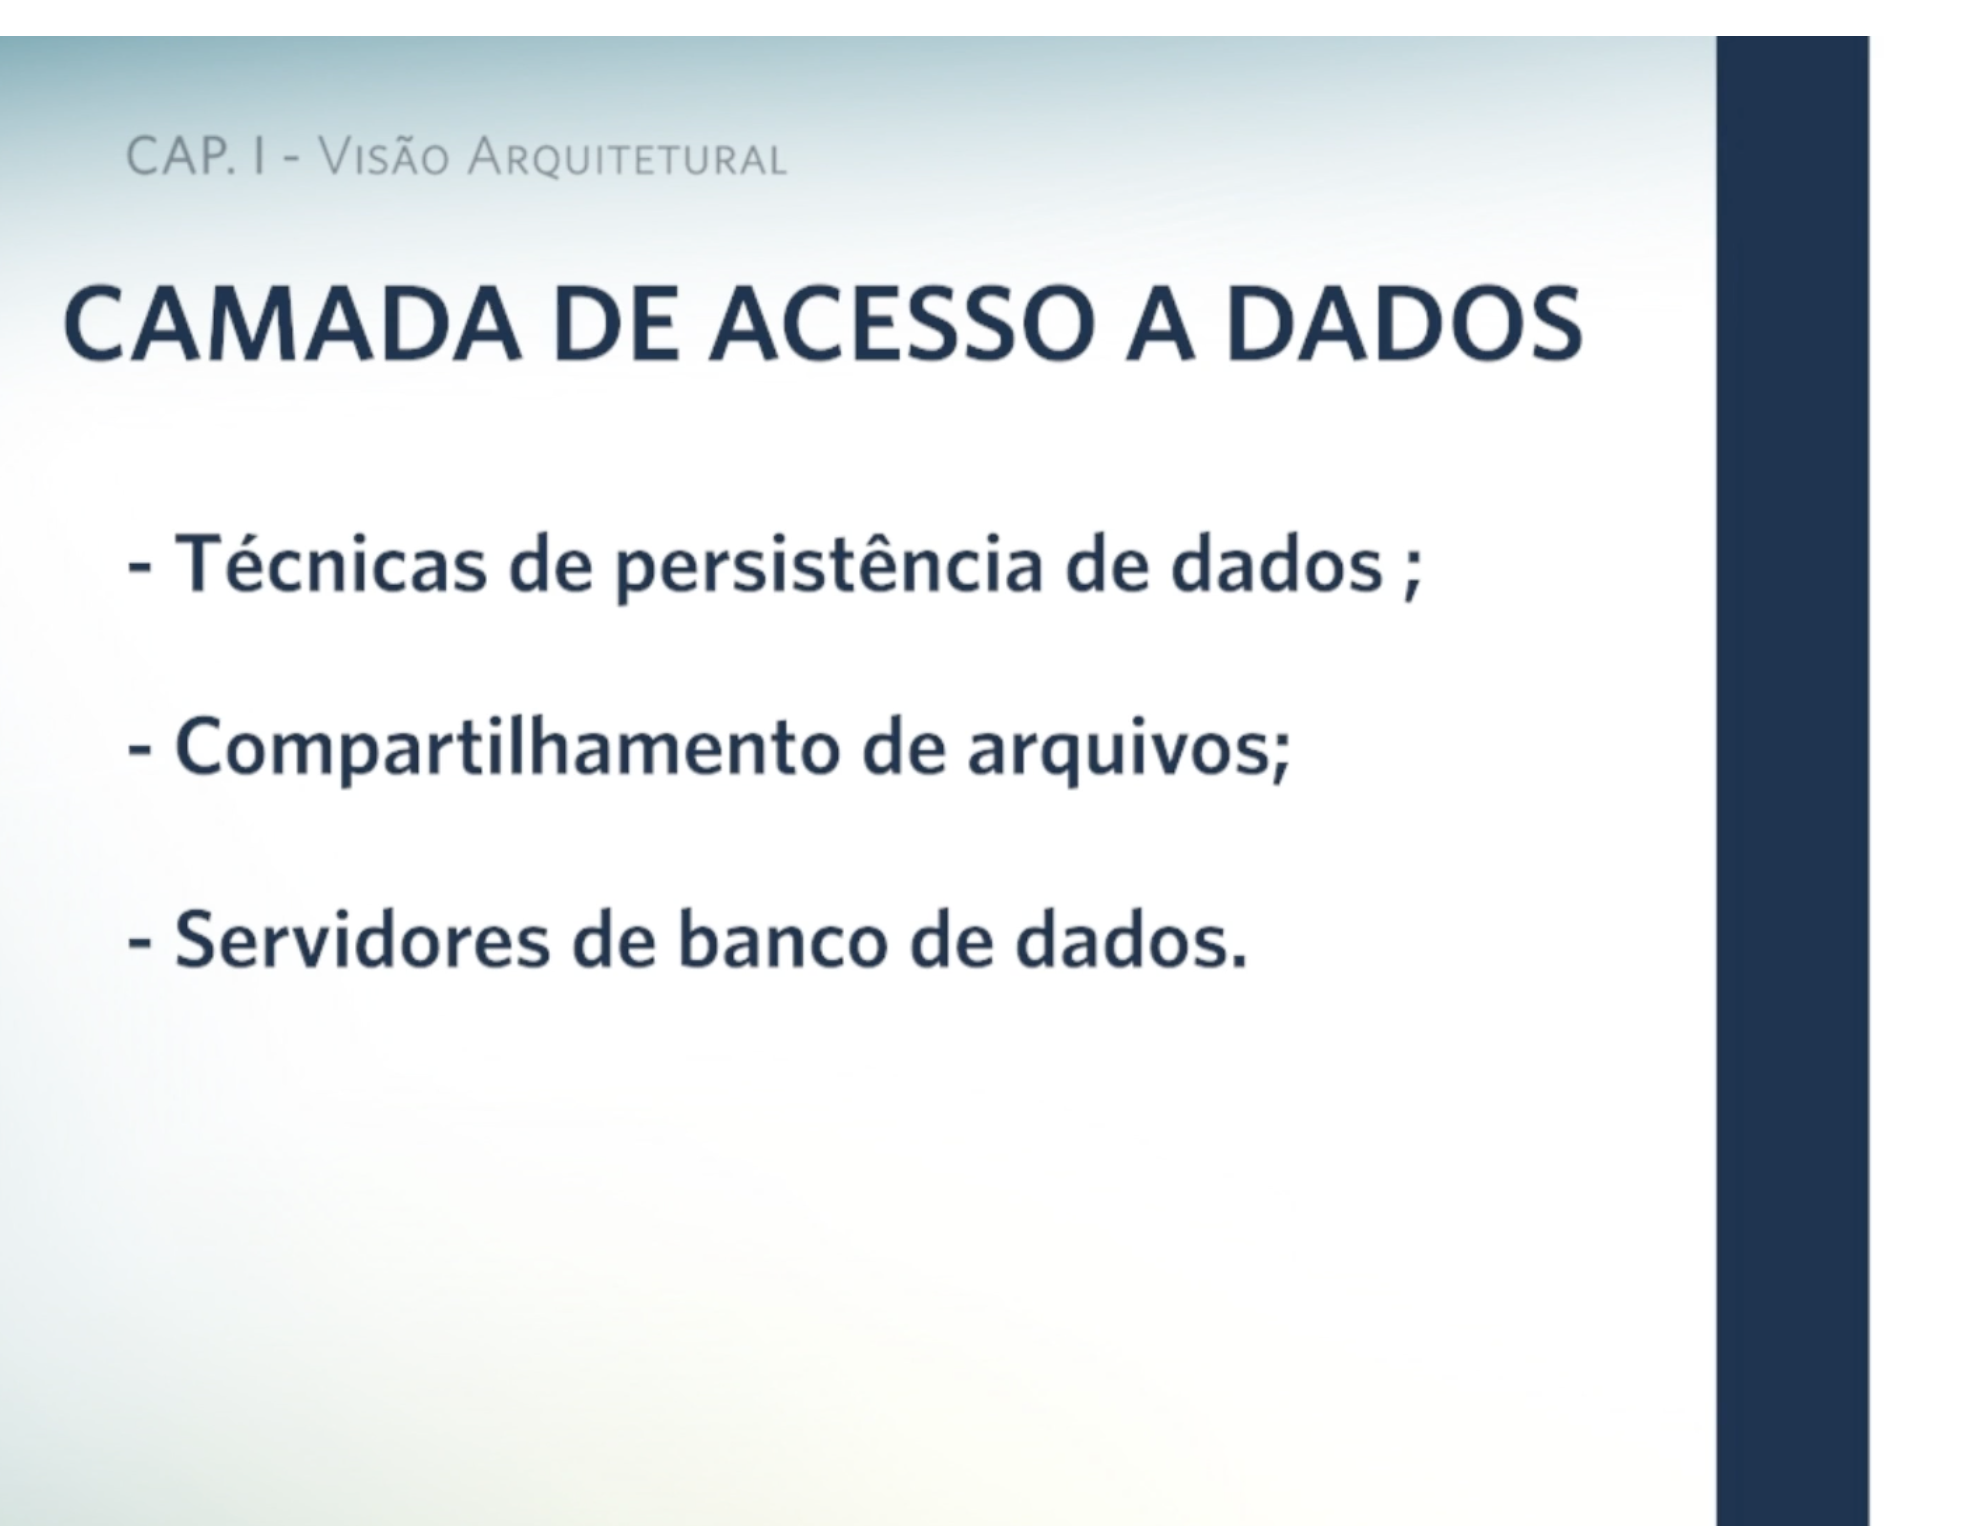 CAP. I - Visão Arquitetural
CAMADA DE ACESSO A DADOS
- Técnicas de persistência de dados ;
- Compartilhamento de arquivos;
- Servidores de banco de dados.